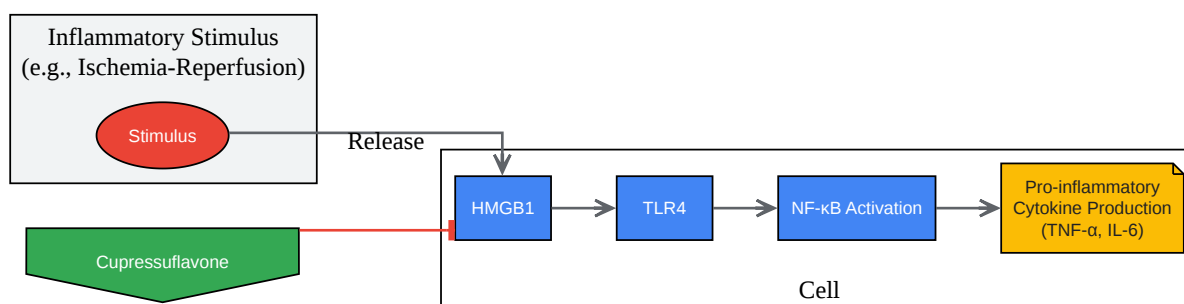 Inflammatory Stimulus
(e.g., Ischemia-Reperfusion)
Stimulus
Release
HMGB1
TLR4
NF-κB Activation
Pro-inflammatory
Cytokine Production
(TNF-α, IL-6)
Cupressuflavone
Cell